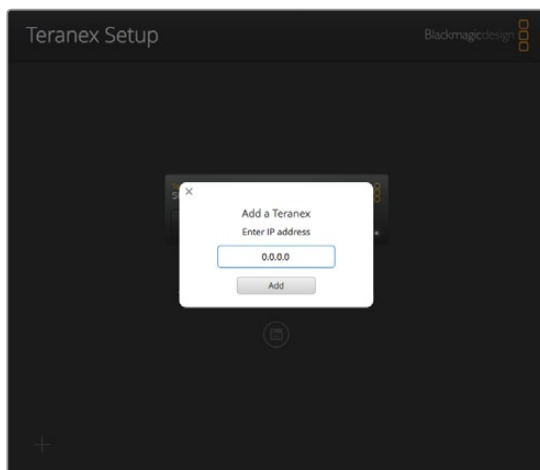 Teranex Setup
Blackmagicdesign
Add a Teranex
Enter IP address
0.0.0.0
Add